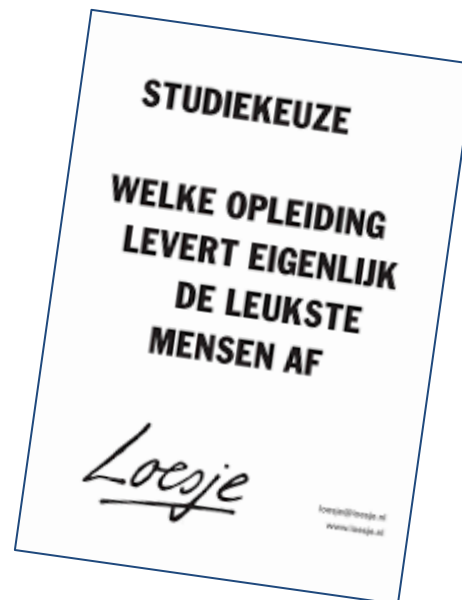 STUDIEKEUZE
WELKE OPLEIDING
LEVERT EIGENLIJK
DE LEUKSTE
MENSEN AF
Loesje
loesje@loesje.nl
www.loesje.nl